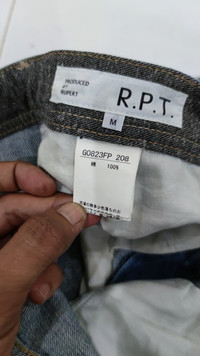 PRODUCED
BY
RUPERT
R.P.T.
M
G0823FP 208
綿 100%